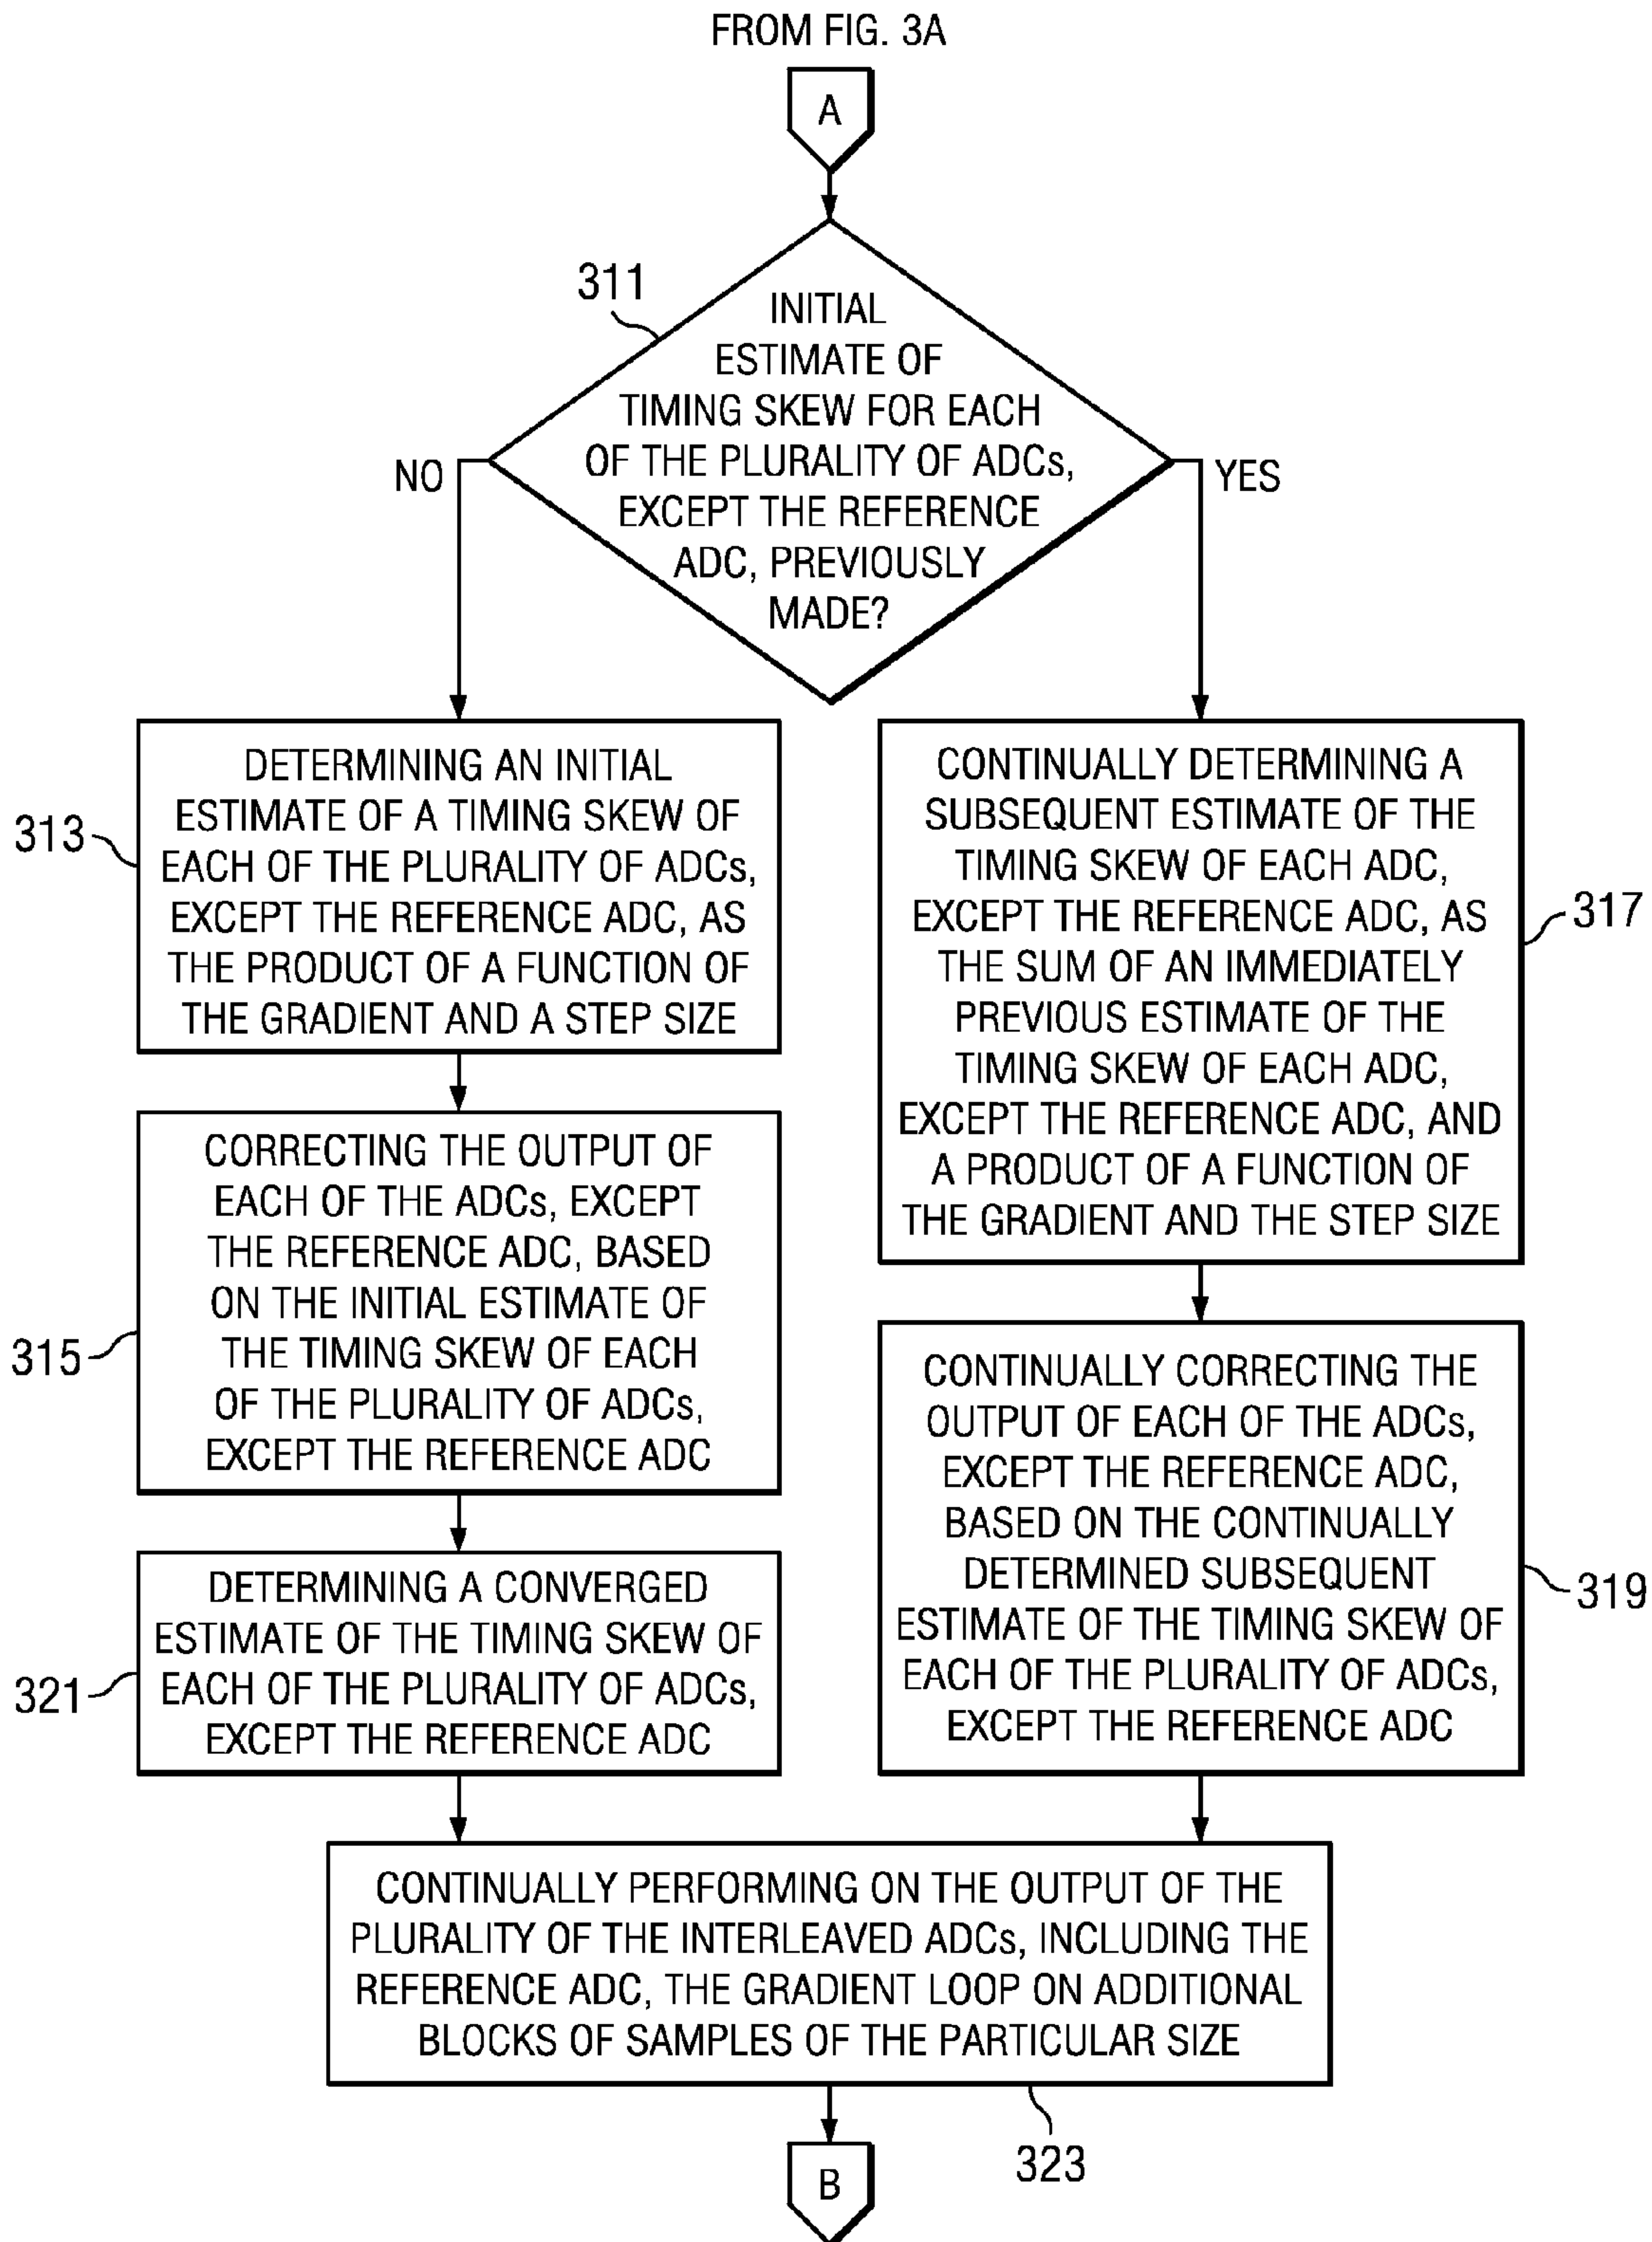 FROM FIG. 3A
A
311
INITIAL
ESTIMATE OF
TIMING SKEW FOR EACH
OF THE PLURALITY OF ADCs,
EXCEPT THE REFERENCE
ADC, PREVIOUSLY
MADE?
NO
YES
313
DETERMINING AN INITIAL
ESTIMATE OF A TIMING SKEW OF
EACH OF THE PLURALITY OF ADCs,
EXCEPT THE REFERENCE ADC, AS
THE PRODUCT OF A FUNCTION OF
THE GRADIENT AND A STEP SIZE
315
CORRECTING THE OUTPUT OF
EACH OF THE ADCs, EXCEPT
THE REFERENCE ADC, BASED
ON THE INITIAL ESTIMATE OF
THE TIMING SKEW OF EACH
OF THE PLURALITY OF ADCs,
EXCEPT THE REFERENCE ADC
321
DETERMINING A CONVERGED
ESTIMATE OF THE TIMING SKEW OF
EACH OF THE PLURALITY OF ADCs,
EXCEPT THE REFERENCE ADC
CONTINUALLY DETERMINING A
SUBSEQUENT ESTIMATE OF THE
TIMING SKEW OF EACH ADC,
EXCEPT THE REFERENCE ADC, AS
THE SUM OF AN IMMEDIATELY
PREVIOUS ESTIMATE OF THE
TIMING SKEW OF EACH ADC,
EXCEPT THE REFERENCE ADC, AND
A PRODUCT OF A FUNCTION OF
THE GRADIENT AND THE STEP SIZE
317
CONTINUALLY CORRECTING THE
OUTPUT OF EACH OF THE ADCs,
EXCEPT THE REFERENCE ADC,
BASED ON THE CONTINUALLY
DETERMINED SUBSEQUENT
ESTIMATE OF THE TIMING SKEW OF
EACH OF THE PLURALITY OF ADCs,
EXCEPT THE REFERENCE ADC
319
CONTINUALLY PERFORMING ON THE OUTPUT OF THE
PLURALITY OF THE INTERLEAVED ADCs, INCLUDING THE
REFERENCE ADC, THE GRADIENT LOOP ON ADDITIONAL
BLOCKS OF SAMPLES OF THE PARTICULAR SIZE
323
B